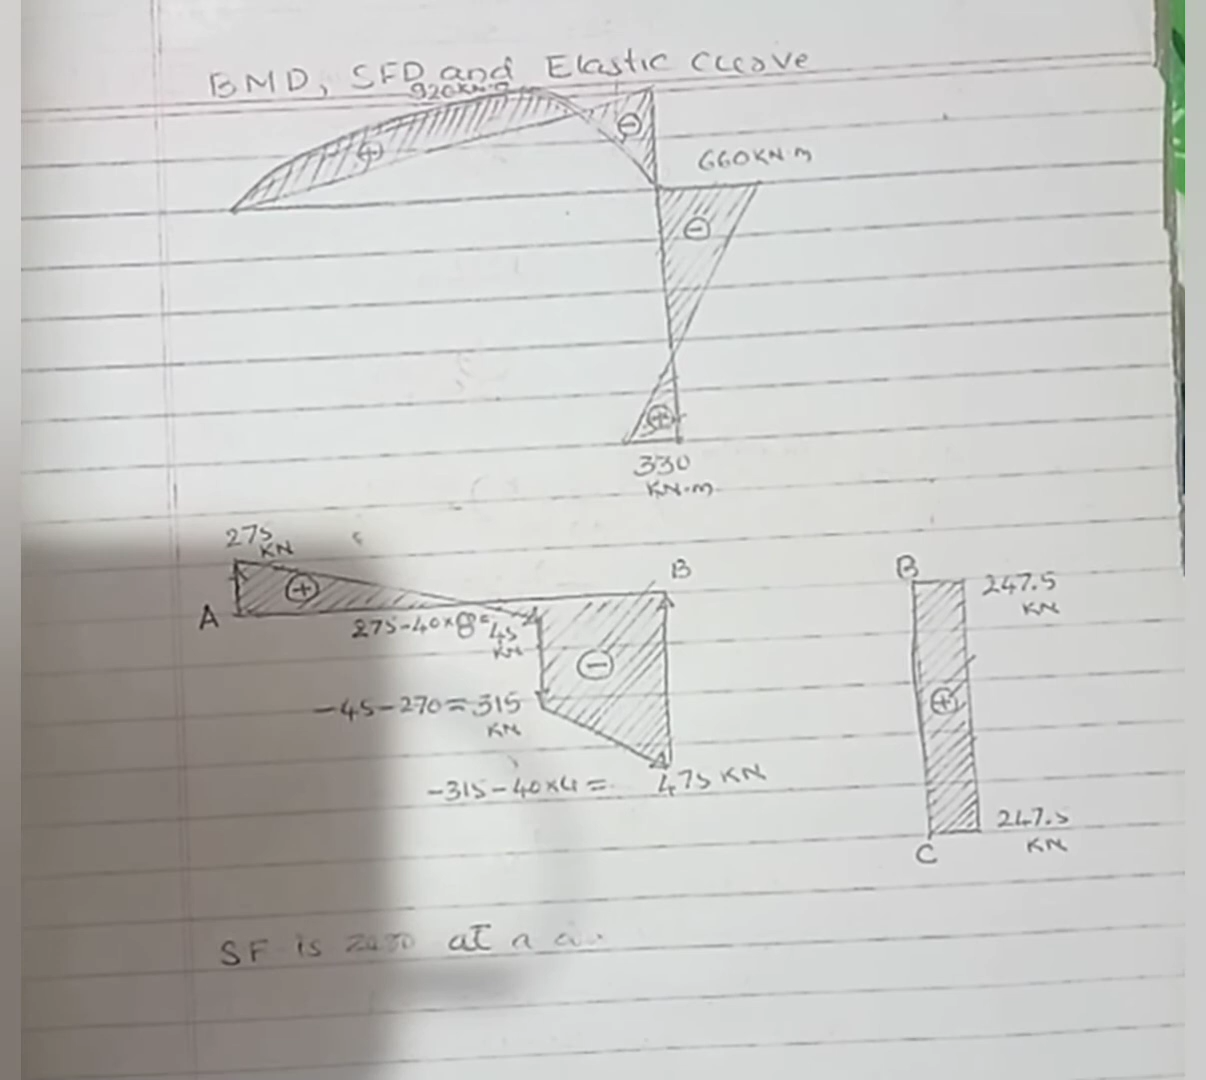 BMD, SFD and Elastic Curve
920KN.m
⊖
⊕
660KN.m
⊖
⊕
330
KN.m
275
KN
B
B
247.5
KN
⊕
A
275-40×8=45
KN
⊖
-45-270=315
KN
⊕
-315-40×4= 475 KN
247.5
KN
C
SF is zero at a